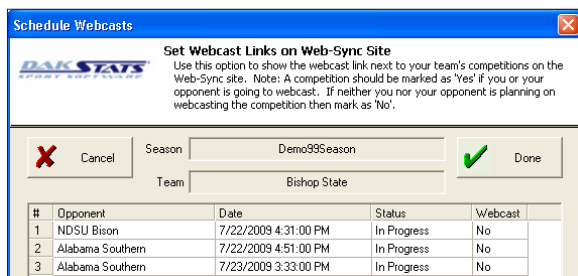 Schedule Webcasts
DAKSTATS
SPORT SOFTWARE
Set Webcast Links on Web-Sync Site
Use this option to show the webcast link next to your team's competitions on the
Web-Sync site. Note: A competition should be marked as 'Yes' if you or your
opponent is going to webcast. If neither you nor your opponent is planning on
webcasting the competition then mark as 'No'.
Cancel Season Demo99Season Done
Team Bishop State
# Opponent Date Status Webcast
1 NDSU Bison 7/22/2009 4:31:00 PM In Progress No
2 Alabama Southern 7/22/2009 4:51:00 PM In Progress No
3 Alabama Southern 7/23/2009 3:33:00 PM In Progress No